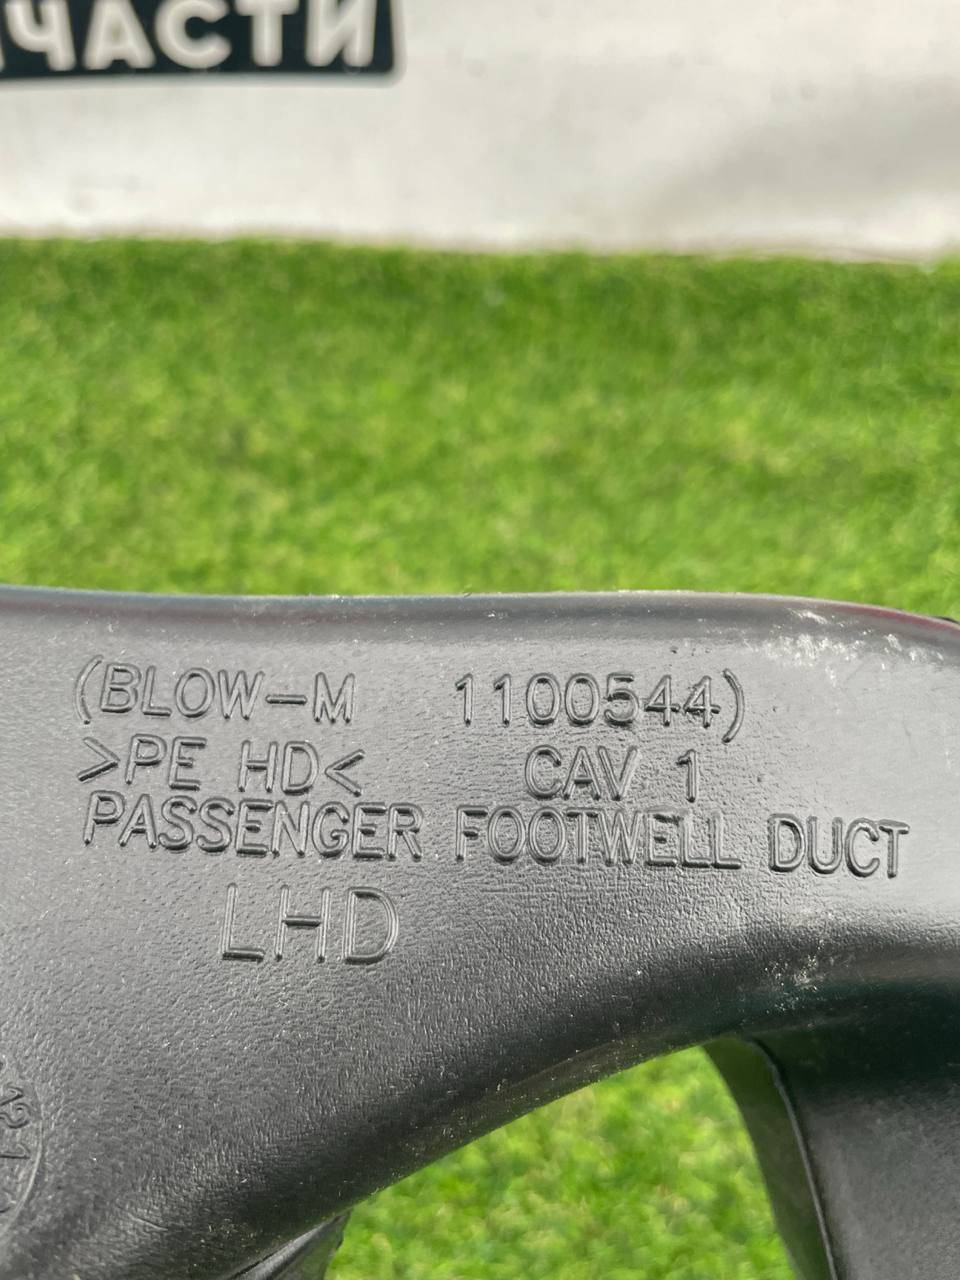 ЧАСТИ
(BLOW-M 1100544)
>PE HD< CAV 1
PASSENGER FOOTWELL DUCT
LHD